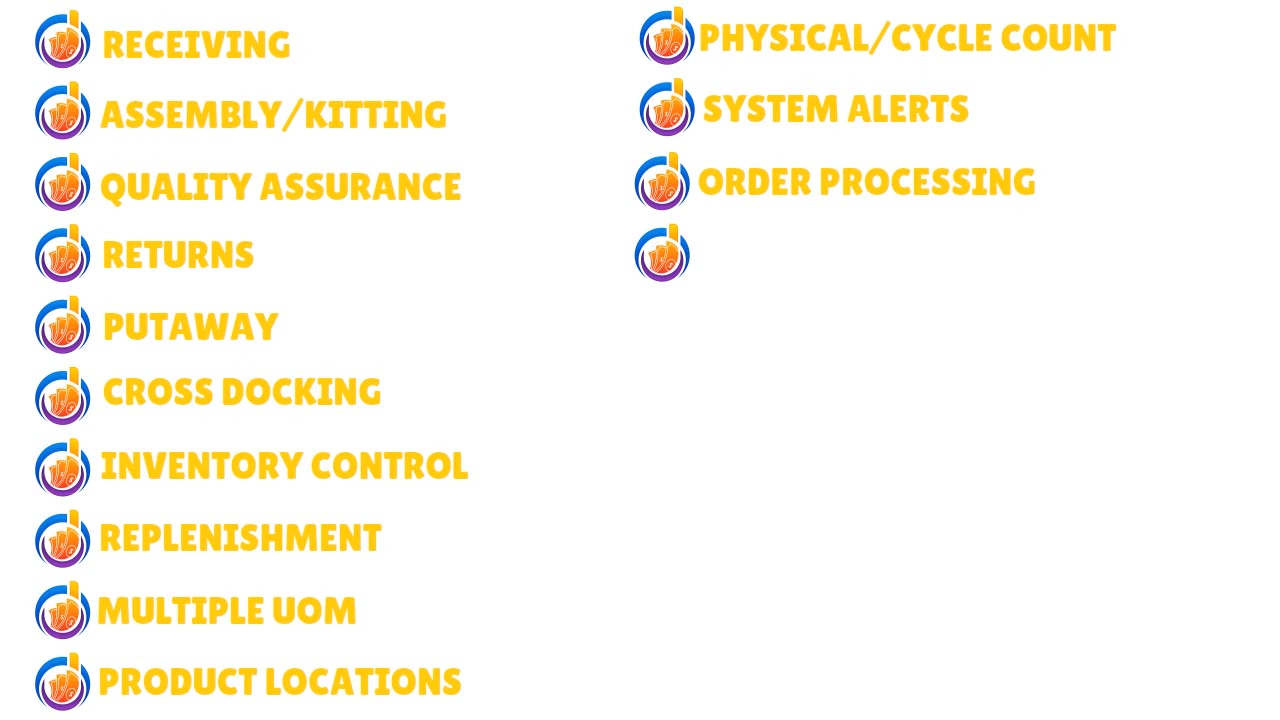 RECEIVING
ASSEMBLY/KITTING
QUALITY ASSURANCE
RETURNS
PUTAWAY
CROSS DOCKING
INVENTORY CONTROL
REPLENISHMENT
MULTIPLE UOM
PRODUCT LOCATIONS
PHYSICAL/CYCLE COUNT
SYSTEM ALERTS
ORDER PROCESSING